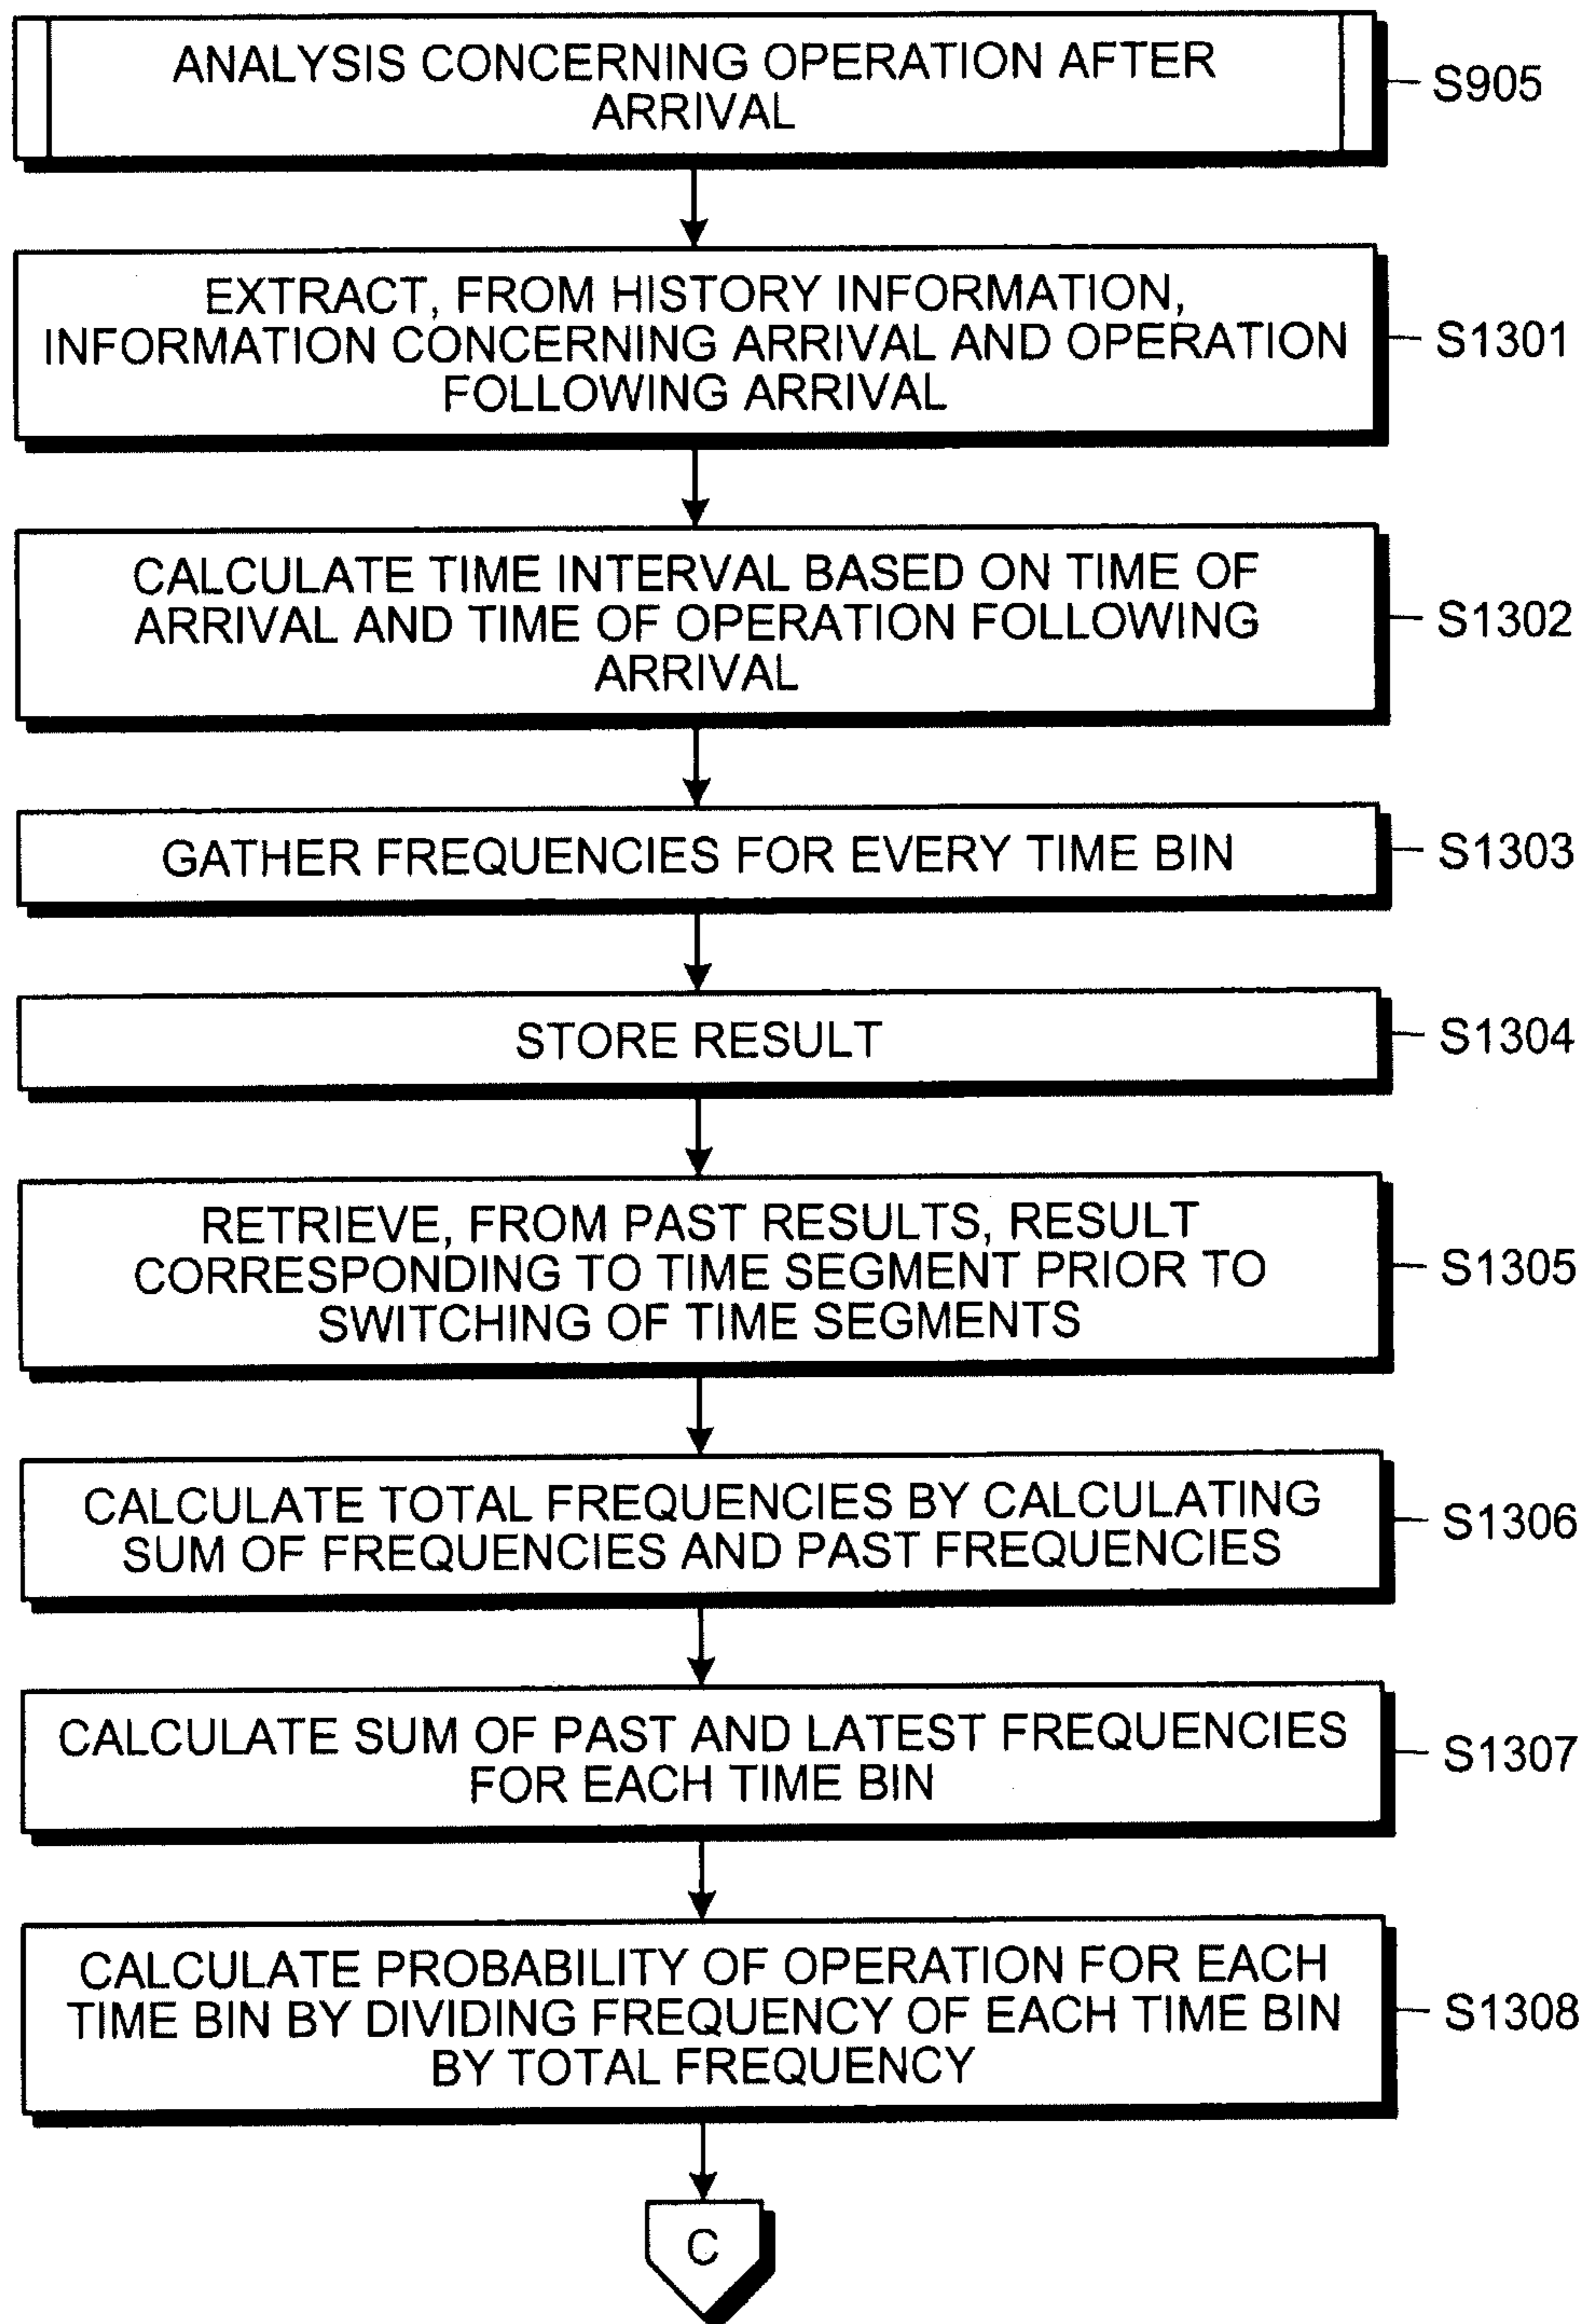 ANALYSIS CONCERNING OPERATION AFTER
ARRIVAL
S905
EXTRACT, FROM HISTORY INFORMATION,
INFORMATION CONCERNING ARRIVAL AND OPERATION
FOLLOWING ARRIVAL
S1301
CALCULATE TIME INTERVAL BASED ON TIME OF
ARRIVAL AND TIME OF OPERATION FOLLOWING
ARRIVAL
S1302
GATHER FREQUENCIES FOR EVERY TIME BIN
S1303
STORE RESULT
S1304
RETRIEVE, FROM PAST RESULTS, RESULT
CORRESPONDING TO TIME SEGMENT PRIOR TO
SWITCHING OF TIME SEGMENTS
S1305
CALCULATE TOTAL FREQUENCIES BY CALCULATING
SUM OF FREQUENCIES AND PAST FREQUENCIES
S1306
CALCULATE SUM OF PAST AND LATEST FREQUENCIES
FOR EACH TIME BIN
S1307
CALCULATE PROBABILITY OF OPERATION FOR EACH
TIME BIN BY DIVIDING FREQUENCY OF EACH TIME BIN
BY TOTAL FREQUENCY
S1308
C